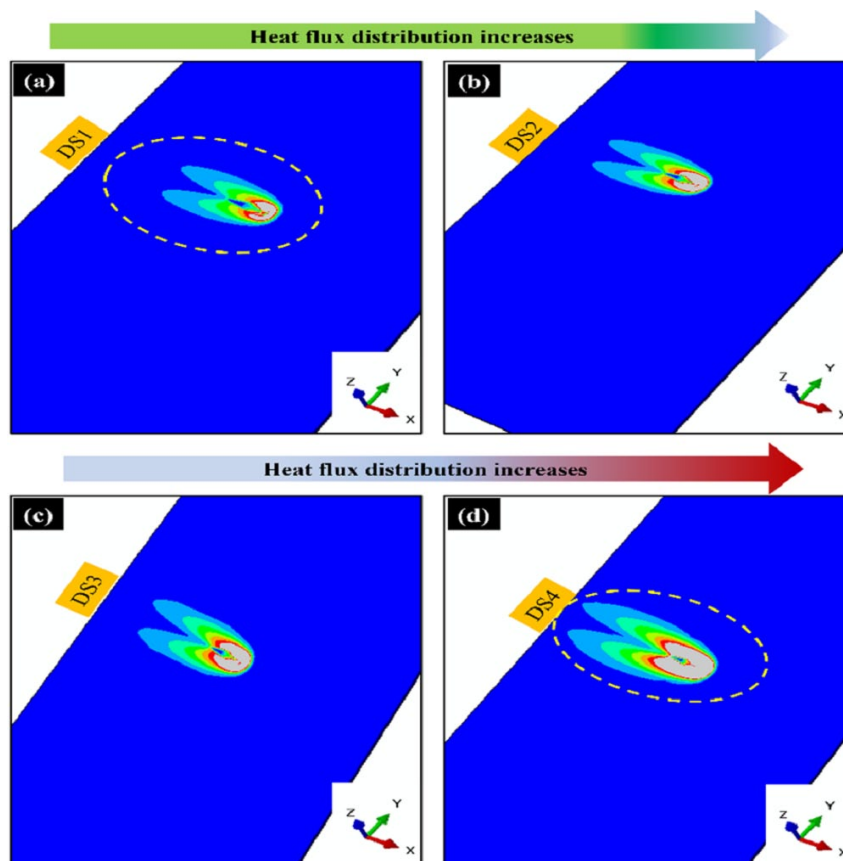 Heat flux distribution increases
(a)
DS1
Z
Y
X
(b)
DS2
Z
Y
X
Heat flux distribution increases
(c)
DS3
Z
Y
X
(d)
DS4
Z
Y
X